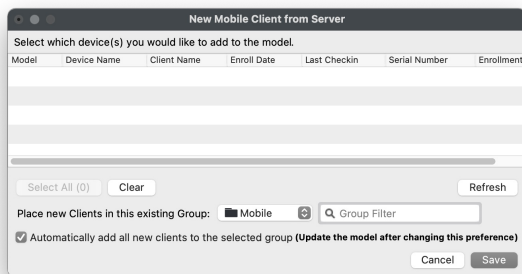 New Mobile Client from Server
Select which device(s) you would like to add to the model.
Model Device Name Client Name Enroll Date Last Checkin Serial Number Enrollment
Select All (0) Clear Refresh
Place new Clients in this existing Group: Mobile Group Filter
Automatically add all new clients to the selected group (Update the model after changing this preference)
Cancel Save